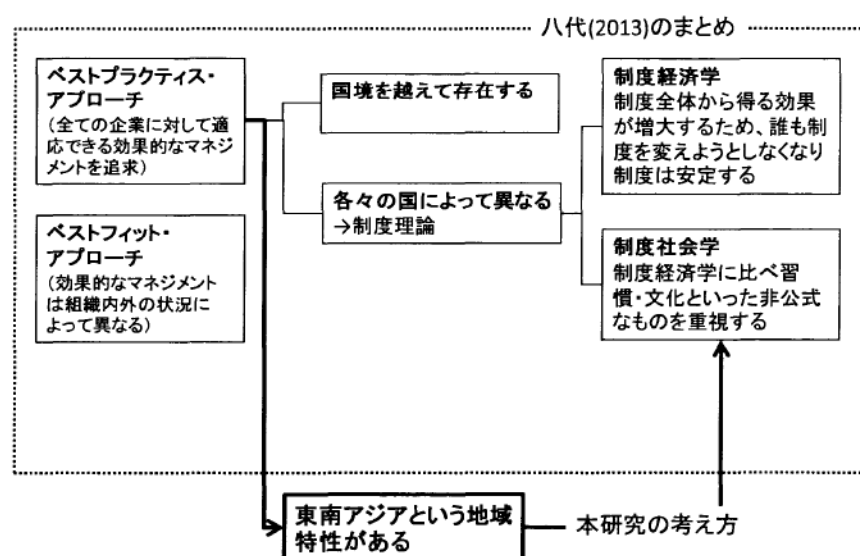 八代(2013)のまとめ
ベストプラクティス・
アプローチ
(全ての企業に対して適
応できる効果的なマネジ
メントを追求)
ベストフィット・
アプローチ
(効果的なマネジメント
は組織内外の状況に
よって異なる)
国境を越えて存在する
各々の国によって異なる
→制度理論
制度経済学
制度全体から得る効果
が増大するため、誰も制
度を変えようとしなくなり
制度は安定する
制度社会学
制度経済学に比べ習
慣・文化といった非公式
なものを重視する
東南アジアという地域
特性がある
本研究の考え方